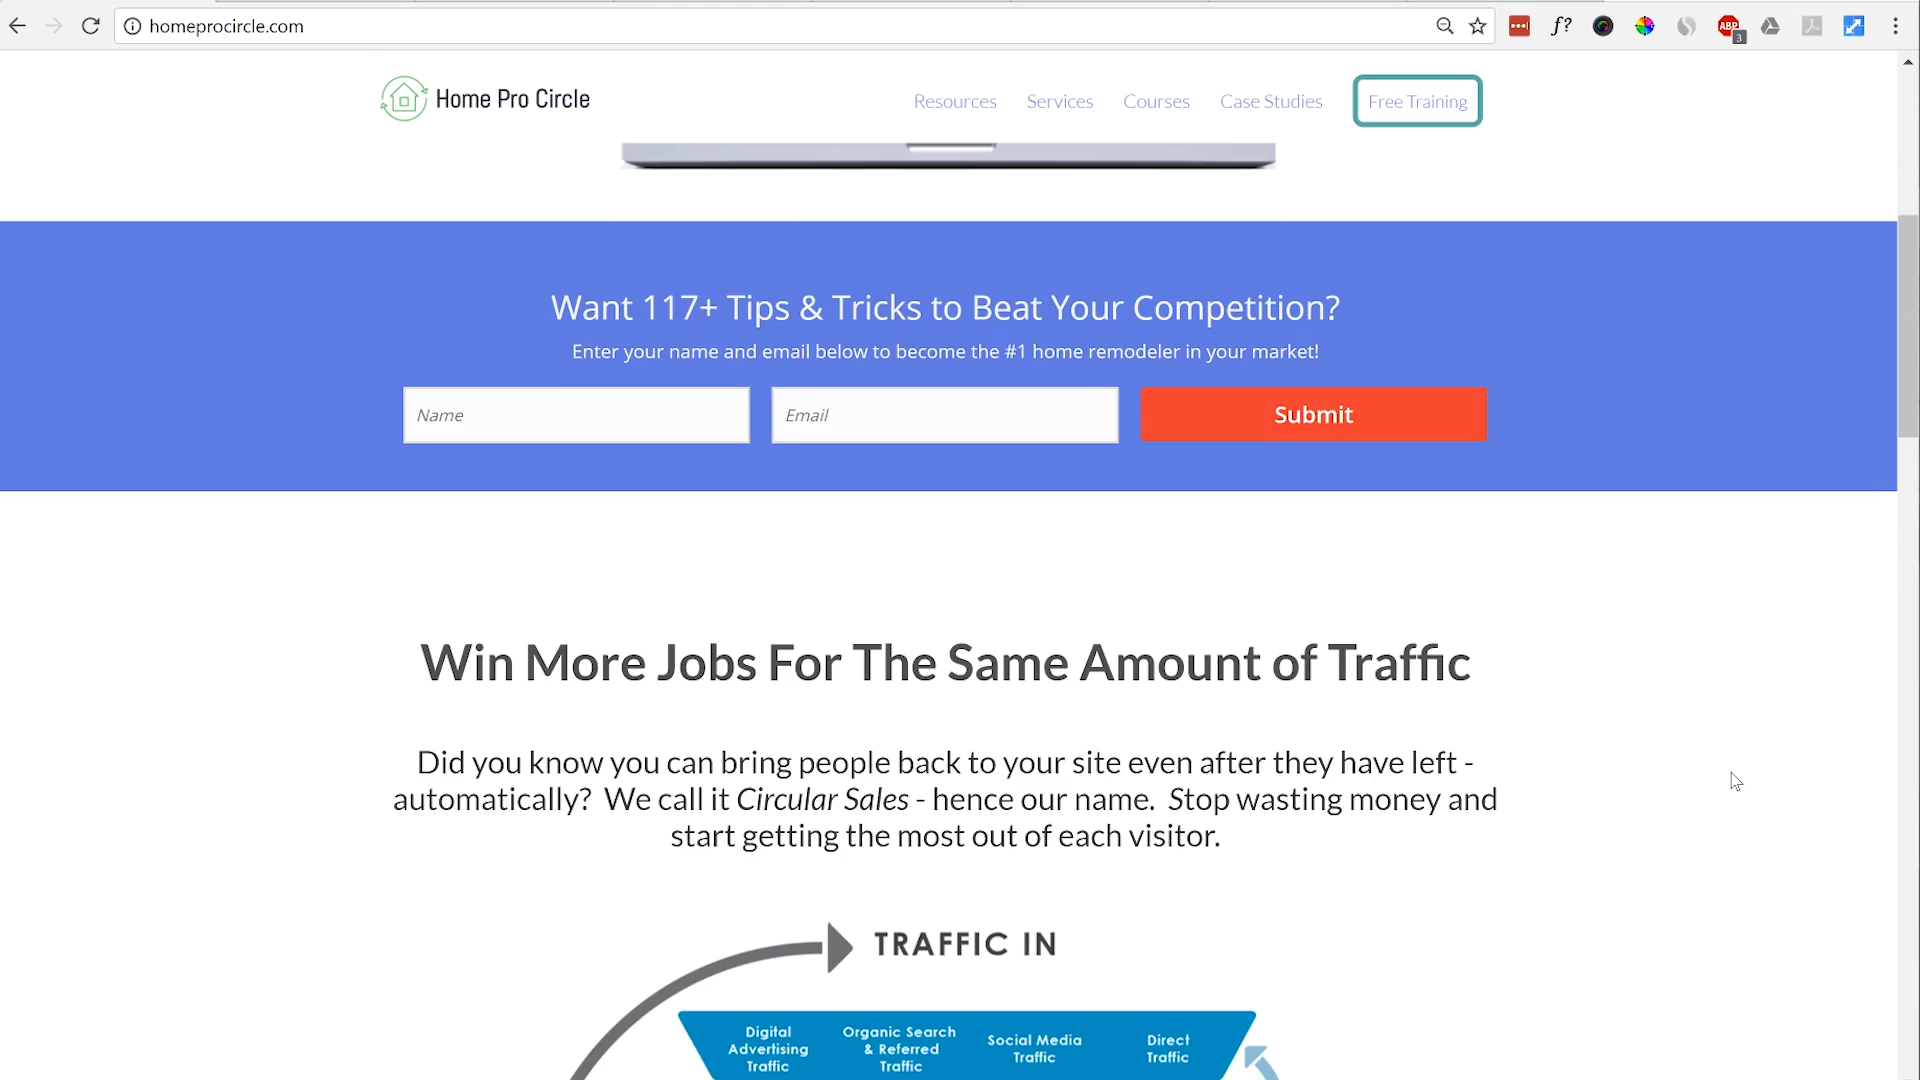 homeprocircle.com
f?
ABP
3
Home Pro Circle
Resources
Services
Courses
Case Studies
Free Training
Want 117+ Tips & Tricks to Beat Your Competition?
Enter your name and email below to become the #1 home remodeler in your market!
Name
Email
Submit
Win More Jobs For The Same Amount of Traffic
Did you know you can bring people back to your site even after they have left -
automatically? We call it Circular Sales - hence our name. Stop wasting money and
start getting the most out of each visitor.
TRAFFIC IN
Digital
Advertising
Traffic
Organic Search
& Referred
Traffic
Social Media
Traffic
Direct
Traffic